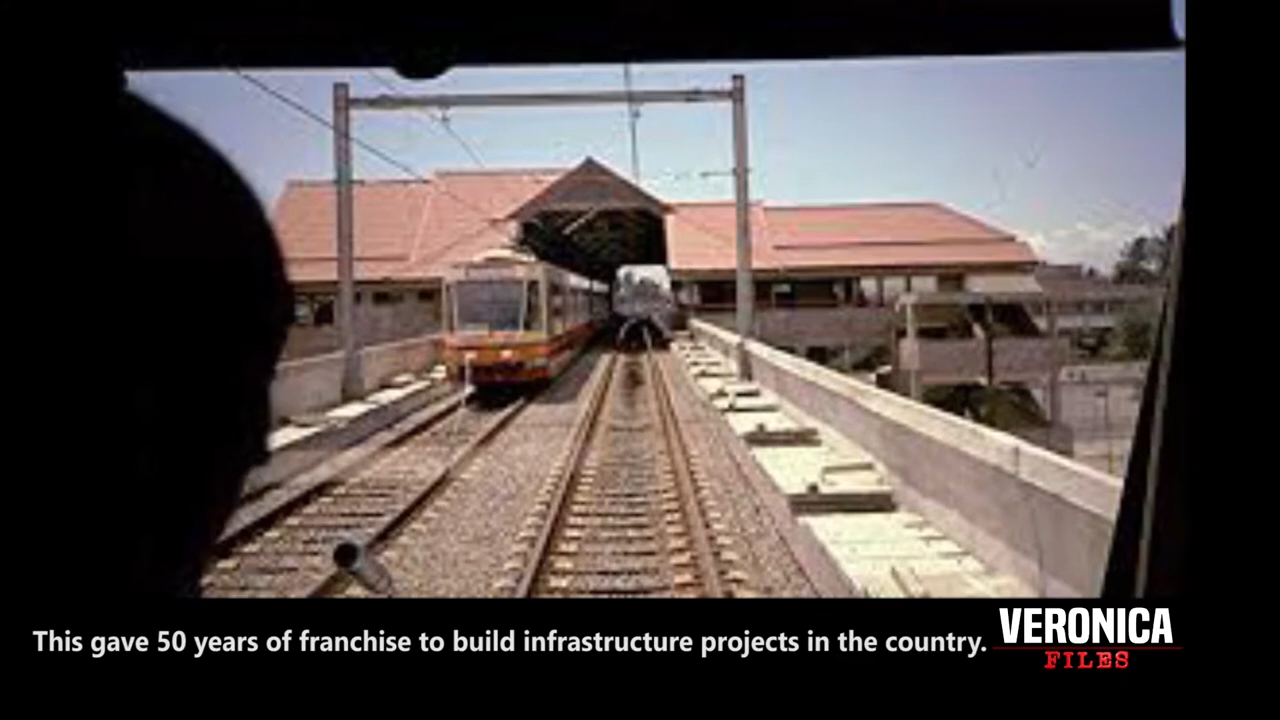 This gave 50 years of franchise to build infrastructure projects in the country.
VERONICA
FILES